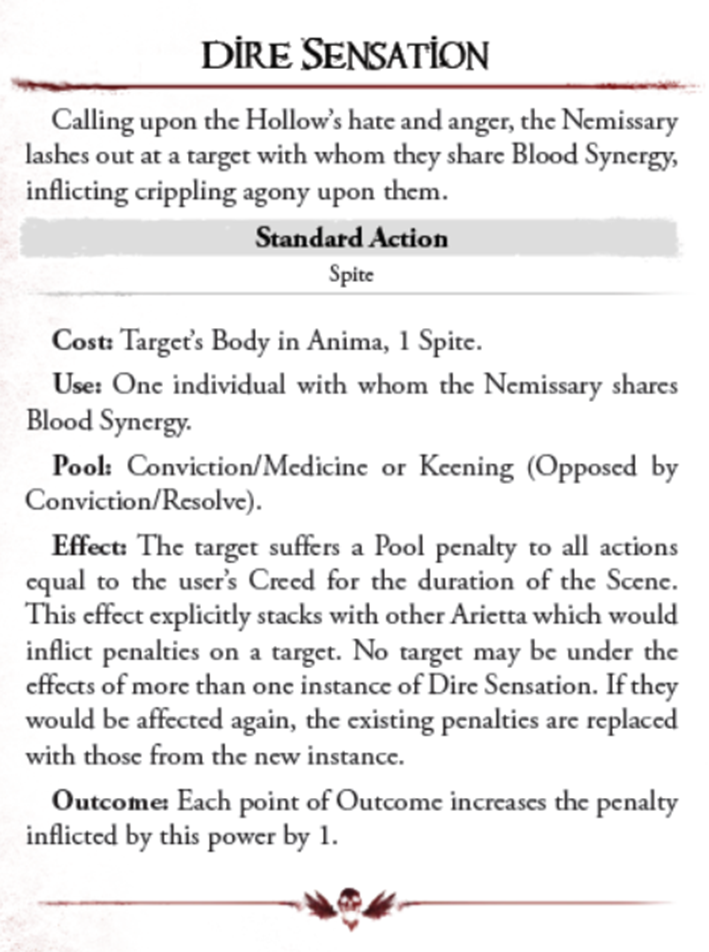 Dire Sensation
Calling upon the Hollow's hate and anger, the Nemissary
lashes out at a target with whom they share Blood Synergy,
inflicting crippling agony upon them.
Standard Action
Spite
Cost: Target's Body in Anima, 1 Spite.
Use: One individual with whom the Nemissary shares
Blood Synergy.
Pool: Conviction/Medicine or Keening (Opposed by
Conviction/Resolve).
Effect: The target suffers a Pool penalty to all actions
equal to the user's Creed for the duration of the Scene.
This effect explicitly stacks with other Arietta which would
inflict penalties on a target. No target may be under the
effects of more than one instance of Dire Sensation. If they
would be affected again, the existing penalties are replaced
with those from the new instance.
Outcome: Each point of Outcome increases the penalty
inflicted by this power by 1.